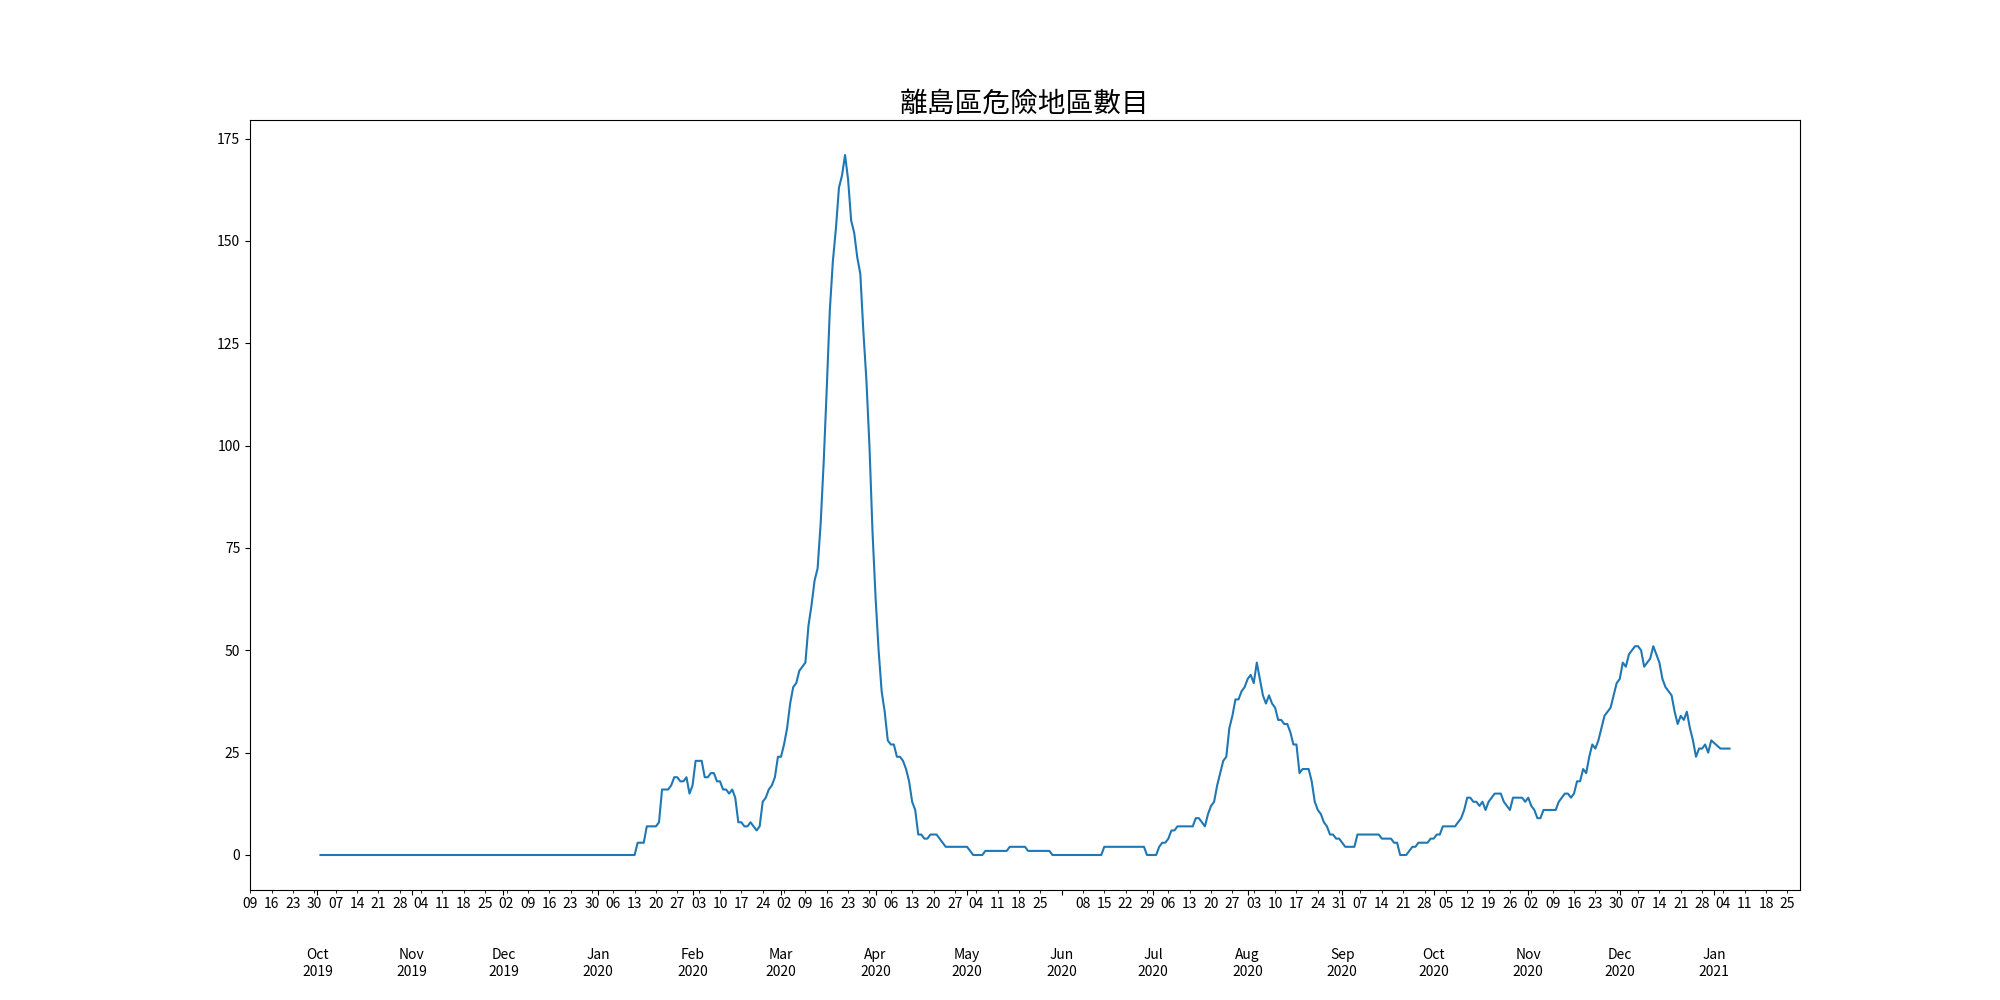 離島區危險地區數目
175
150
125
100
75
50
25
0
09 16 23 30 07 14 21 28 04 11 18 25 02 09 16 23 30 06 13 20 27 03 10 17 24 02 09 16 23 30 06 13 20 27 04 11 18 25 08 15 22 29 06 13 20 27 03 10 17 24 31 07 14 21 28 05 12 19 26 02 09 16 23 30 07 14 21 28 04 11 18 25
Oct Nov Dec Jan Feb Mar Apr May Jun Jul Aug Sep Oct Nov Dec Jan
2019 2019 2019 2020 2020 2020 2020 2020 2020 2020 2020 2020 2020 2020 2020 2021